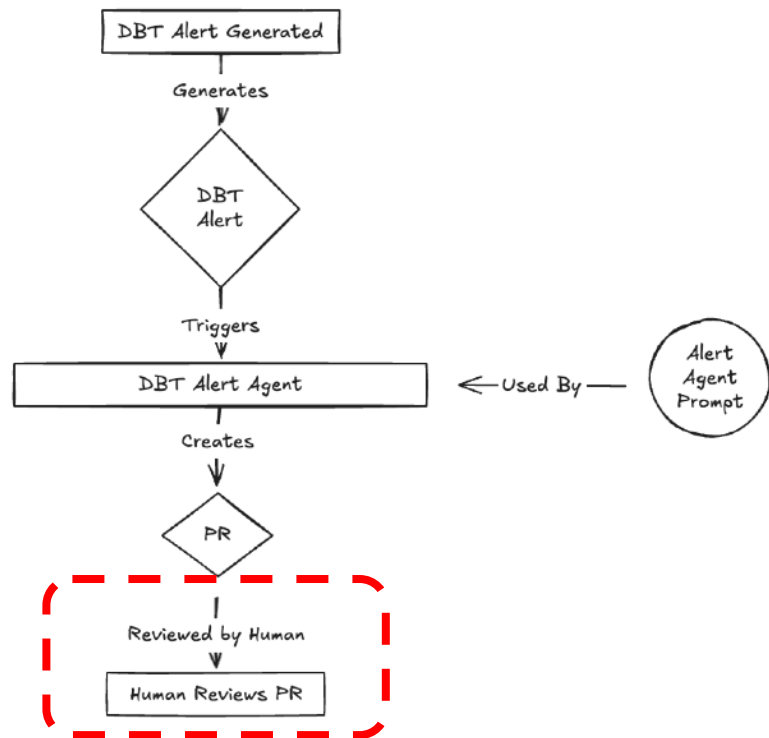 DBT Alert Generated
Generates
DBT
Alert
Triggers
DBT Alert Agent
Used By
Alert
Agent
Prompt
Creates
PR
Reviewed by Human
Human Reviews PR